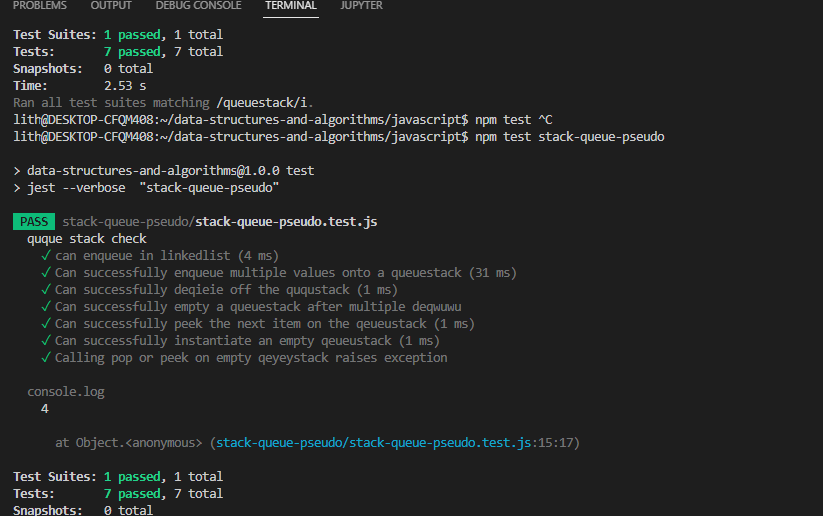 PROBLEMS OUTPUT DEBUG CONSOLE TERMINAL JUPYTER
Test Suites: 1 passed, 1 total
Tests: 7 passed, 7 total
Snapshots: 0 total
Time: 2.53 s
Ran all test suites matching /queuestack/i.
lith@DESKTOP-CFQM408:~/data-structures-and-algorithms/javascript$ npm test ^C
lith@DESKTOP-CFQM408:~/data-structures-and-algorithms/javascript$ npm test stack-queue-pseudo
> data-structures-and-algorithms@1.0.0 test
> jest --verbose "stack-queue-pseudo"
PASS stack-queue-pseudo/stack-queue-pseudo.test.js
quque stack check
✓ can enqueue in linkedlist (4 ms)
✓ Can successfully enqueue multiple values onto a queuestack (31 ms)
✓ Can successfully deqieie off the ququstack (1 ms)
✓ Can successfully empty a queuestack after multiple deqwuwu
✓ Can successfully peek the next item on the qeueustack (1 ms)
✓ Can successfully instantiate an empty qeueustack (1 ms)
✓ Calling pop or peek on empty qeyeystack raises exception
console.log
4
at Object.<anonymous> (stack-queue-pseudo/stack-queue-pseudo.test.js:15:17)
Test Suites: 1 passed, 1 total
Tests: 7 passed, 7 total
Snapshots: 0 total